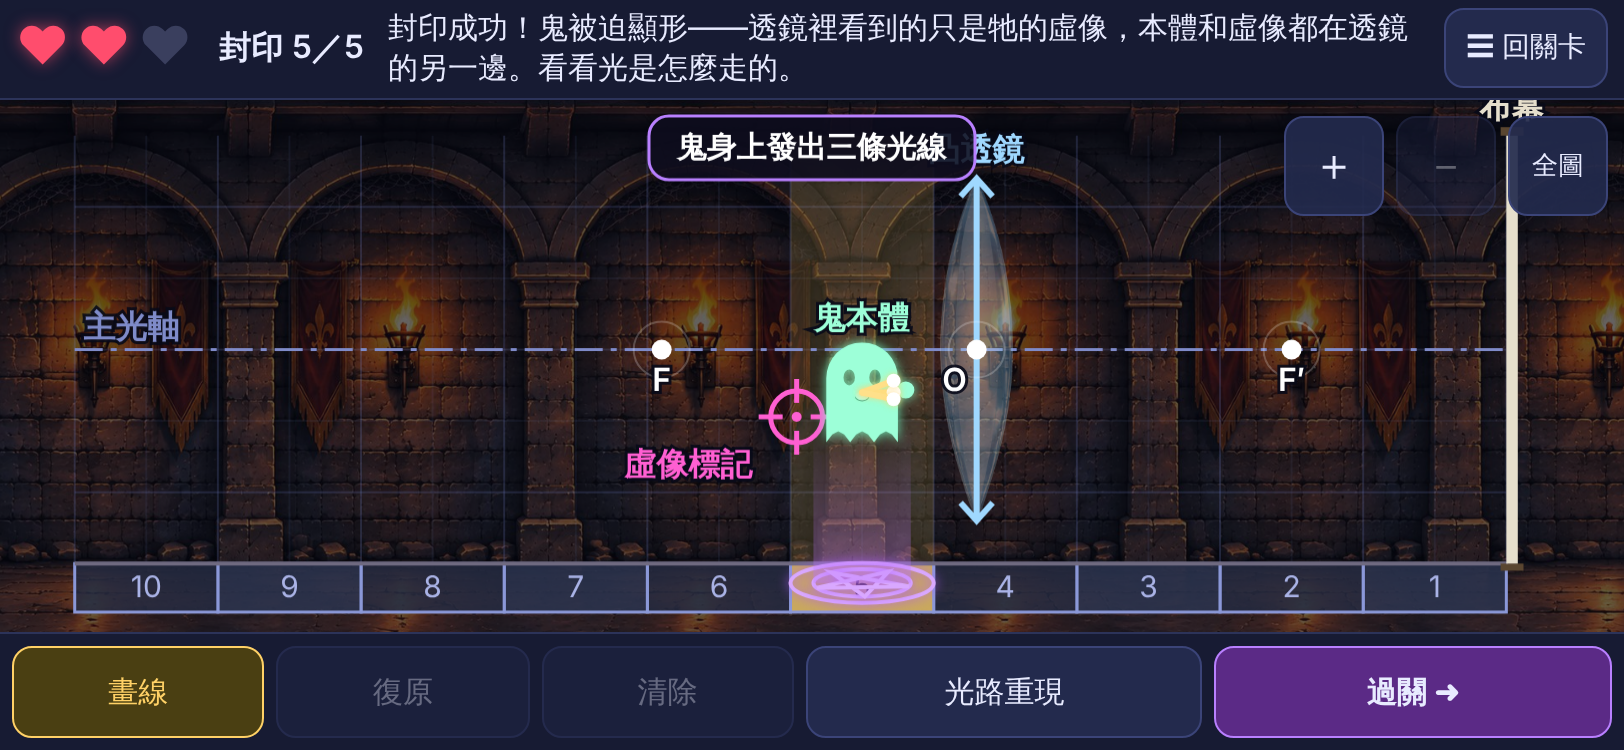 封印 5／5
封印成功！鬼被迫顯形——透鏡裡看到的只是牠的虛像，本體和虛像都在透鏡
的另一邊。看看光是怎麼走的。
☰ 回關卡
布幕
鬼身上發出三條光線
透鏡
+
−
全圖
主光軸
鬼本體
F
O
F′
虛像標記
10
9
8
7
6
4
3
2
1
畫線
復原
清除
光路重現
過關 ➜